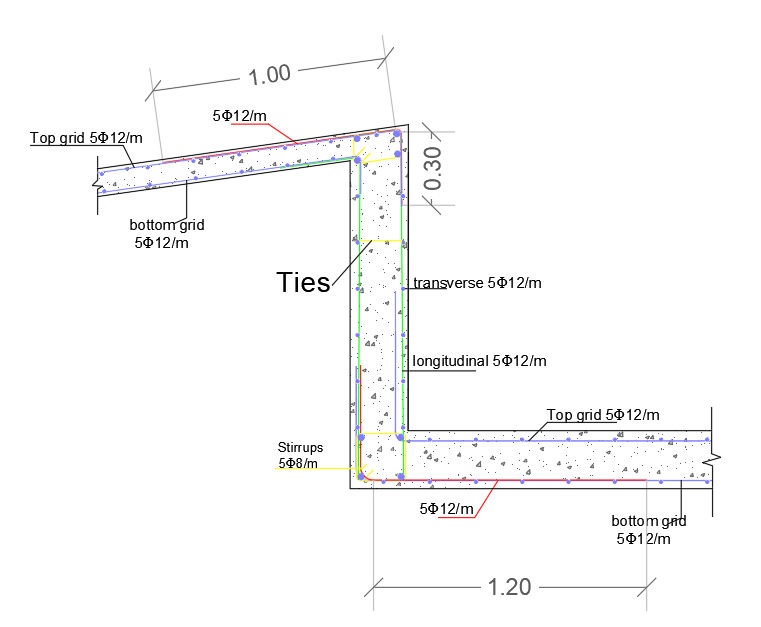 1.00
5Φ12/m
Top grid 5Φ12/m
0.30
bottom grid
5Φ12/m
Ties
transverse 5Φ12/m
longitudinal 5Φ12/m
Top grid 5Φ12/m
Stirrups
5Φ8/m
5Φ12/m
bottom grid
5Φ12/m
1.20